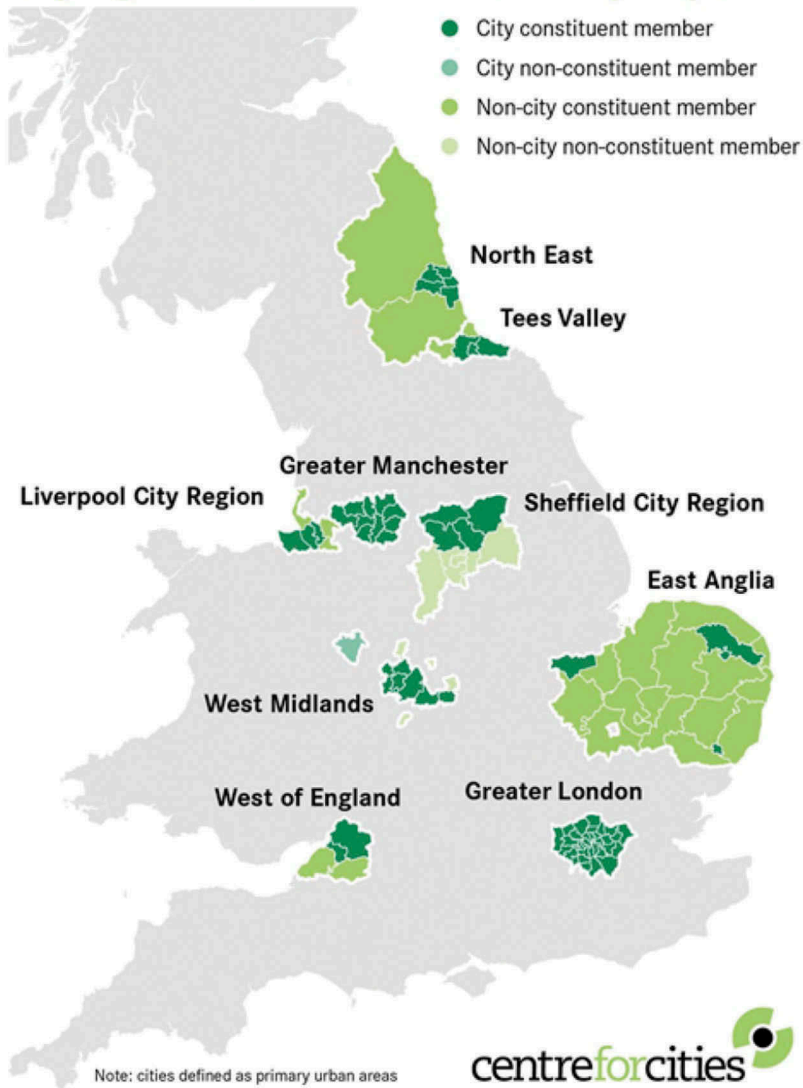 City constituent member
City non-constituent member
Non-city constituent member
Non-city non-constituent member
North East
Tees Valley
Greater Manchester
Liverpool City Region
Sheffield City Region
East Anglia
West Midlands
West of England
Greater London
Note: cities defined as primary urban areas
centreforcities